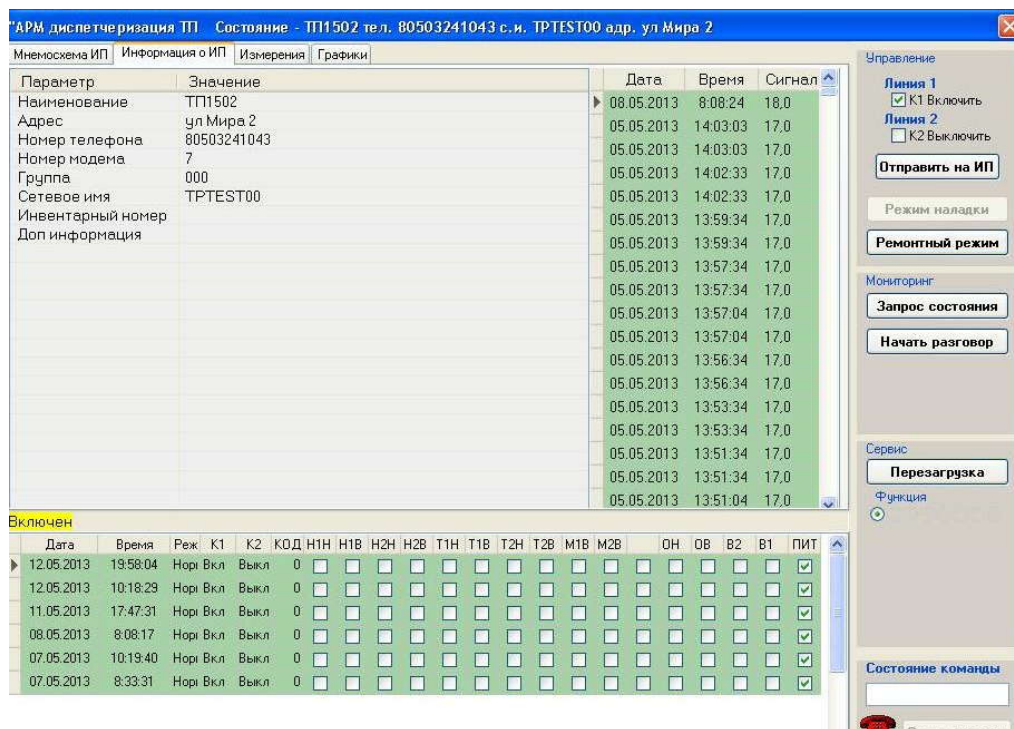 "АРМ диспетчеризация ТП Состояние - ТП1502 тел. 80503241043 с.и. TPTEST00 адр. ул Мира 2
Мнемосхема ИП Информация о ИП Измерения Графики
Параметр Значение
Наименование ТП1502
Адрес ул Мира 2
Номер телефона 80503241043
Номер модема 7
Группа 000
Сетевое имя TPTEST00
Инвентарный номер
Доп информация
Дата Время Сигнал
08.05.2013 8:08:24 18,0
05.05.2013 14:03:03 17,0
05.05.2013 14:03:03 17,0
05.05.2013 14:02:33 17,0
05.05.2013 14:02:33 17,0
05.05.2013 13:59:34 17,0
05.05.2013 13:59:34 17,0
05.05.2013 13:57:34 17,0
05.05.2013 13:57:34 17,0
05.05.2013 13:57:04 17,0
05.05.2013 13:57:04 17,0
05.05.2013 13:56:34 17,0
05.05.2013 13:56:34 17,0
05.05.2013 13:53:34 17,0
05.05.2013 13:53:34 17,0
05.05.2013 13:51:34 17,0
05.05.2013 13:51:34 17,0
05.05.2013 13:51:04 17,0
Управление
Линия 1
К1 Включить
Линия 2
К2 Выключить
Отправить на ИП
Режим наладки
Ремонтный режим
Мониторинг
Запрос состояния
Начать разговор
Сервис
Перезагрузка
Функция
Состояние команды
Включен
Дата Время Реж К1 К2 КОД Н1Н Н1В Н2Н Н2В Т1Н Т1В Т2Н Т2В М1В М2В ОН ОВ В2 В1 ПИТ
12.05.2013 19:58:04 Нор Вкл Выкл 0
12.05.2013 10:18:29 Нор Вкл Выкл 0
11.05.2013 17:47:31 Нор Вкл Выкл 0
08.05.2013 8:08:17 Нор Вкл Выкл 0
07.05.2013 10:19:40 Нор Вкл Выкл 0
07.05.2013 8:33:31 Нор Вкл Выкл 0